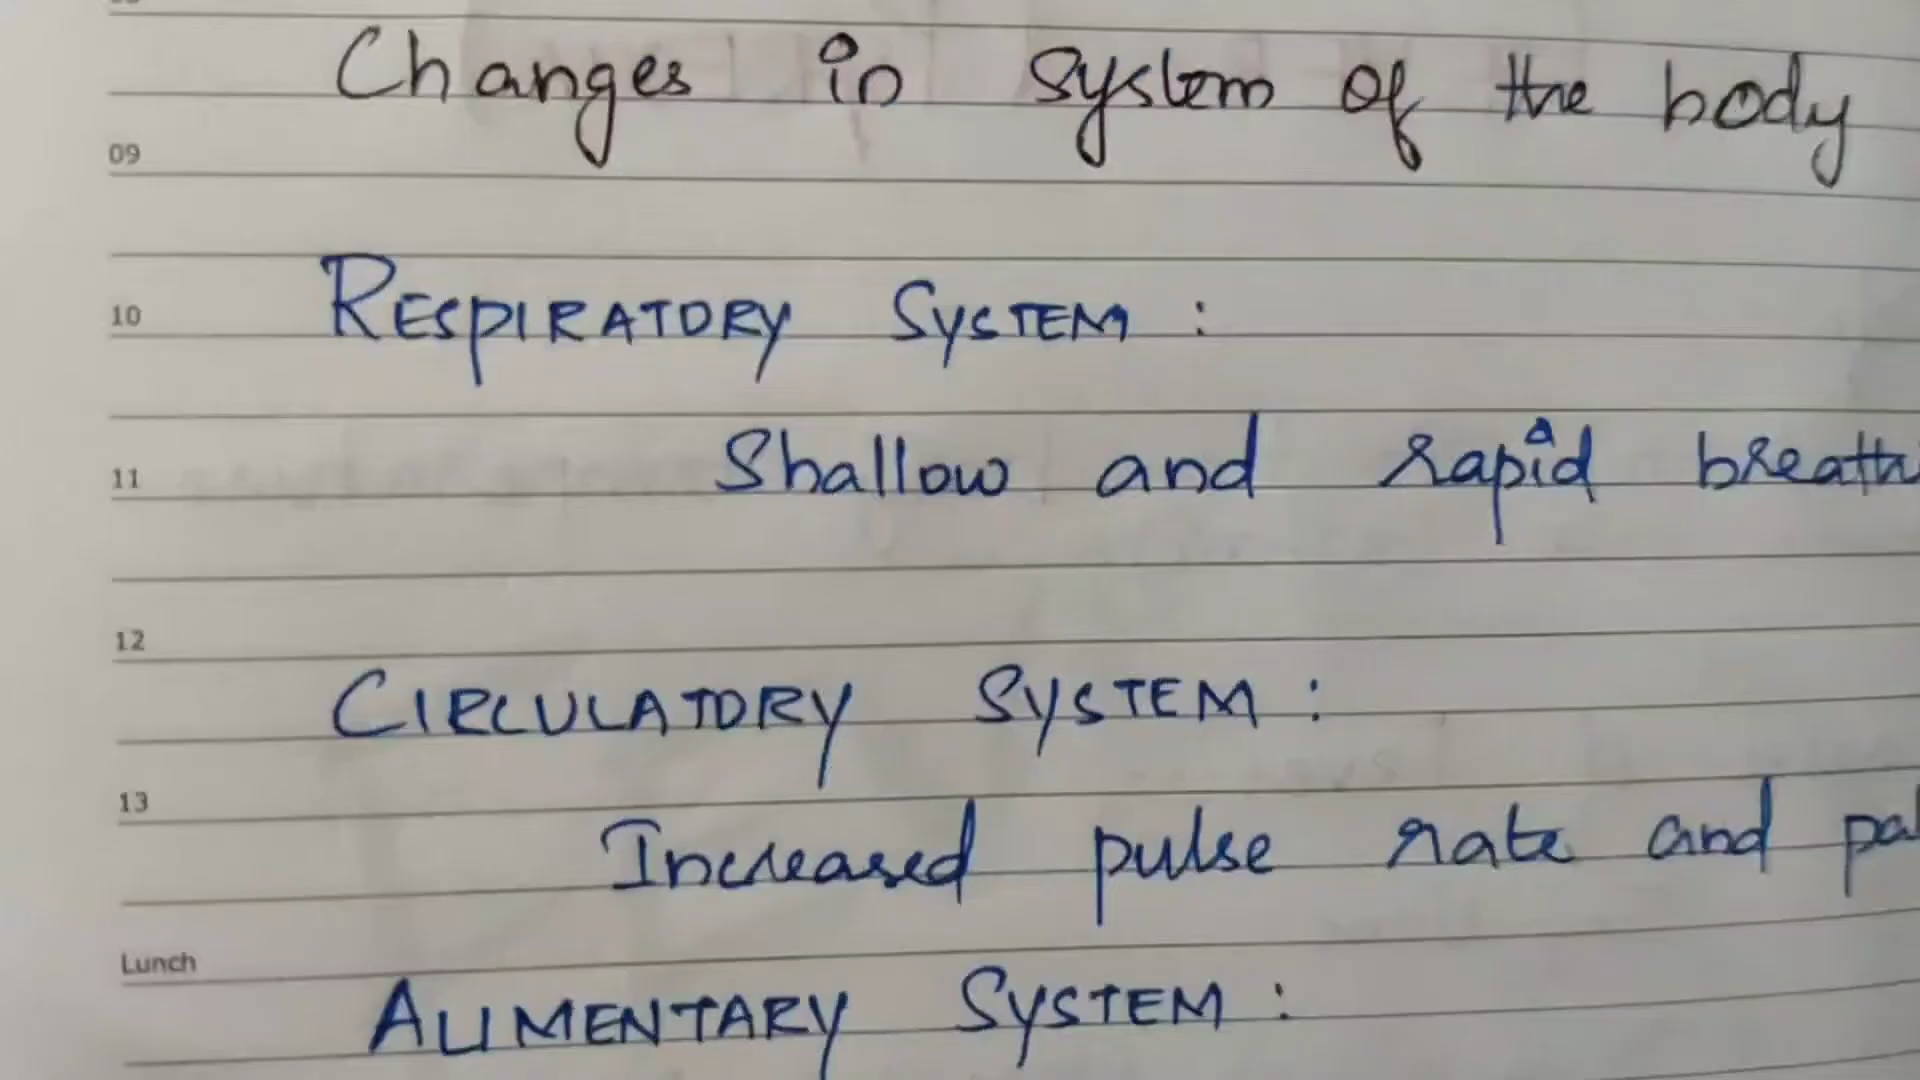 Changes in system of the body
09
RESPIRATORY SYSTEM :
10
Shallow and rapid
11
12
CIRCULATORY SYSTEM :
13
Increased pulse rate and
Lunch
ALIMENTARY SYSTEM :